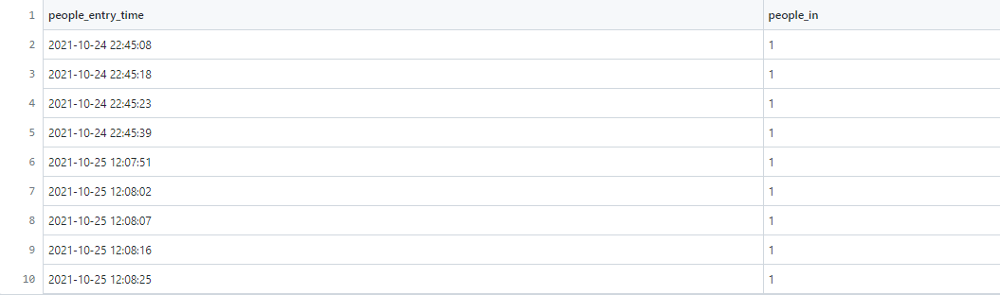 1 people_entry_time people_in
2 2021-10-24 22:45:08 1
3 2021-10-24 22:45:18 1
4 2021-10-24 22:45:23 1
5 2021-10-24 22:45:39 1
6 2021-10-25 12:07:51 1
7 2021-10-25 12:08:02 1
8 2021-10-25 12:08:07 1
9 2021-10-25 12:08:16 1
10 2021-10-25 12:08:25 1